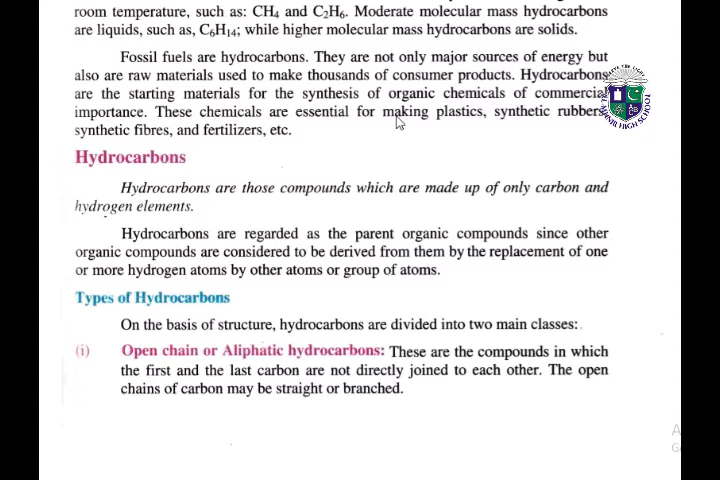 room temperature, such as: CH₄ and C₂H₆. Moderate molecular mass hydrocarbons
are liquids, such as, C₆H₁₄; while higher molecular mass hydrocarbons are solids.
Fossil fuels are hydrocarbons. They are not only major sources of energy but
also are raw materials used to make thousands of consumer products. Hydrocarbons
are the starting materials for the synthesis of organic chemicals of commercial
importance. These chemicals are essential for making plastics, synthetic rubbers,
synthetic fibres, and fertilizers, etc.
Hydrocarbons
Hydrocarbons are those compounds which are made up of only carbon and
hydrogen elements.
Hydrocarbons are regarded as the parent organic compounds since other
organic compounds are considered to be derived from them by the replacement of one
or more hydrogen atoms by other atoms or group of atoms.
Types of Hydrocarbons
On the basis of structure, hydrocarbons are divided into two main classes:
(i) Open chain or Aliphatic hydrocarbons: These are the compounds in which
the first and the last carbon are not directly joined to each other. The open
chains of carbon may be straight or branched.
HIGH SCHOOL